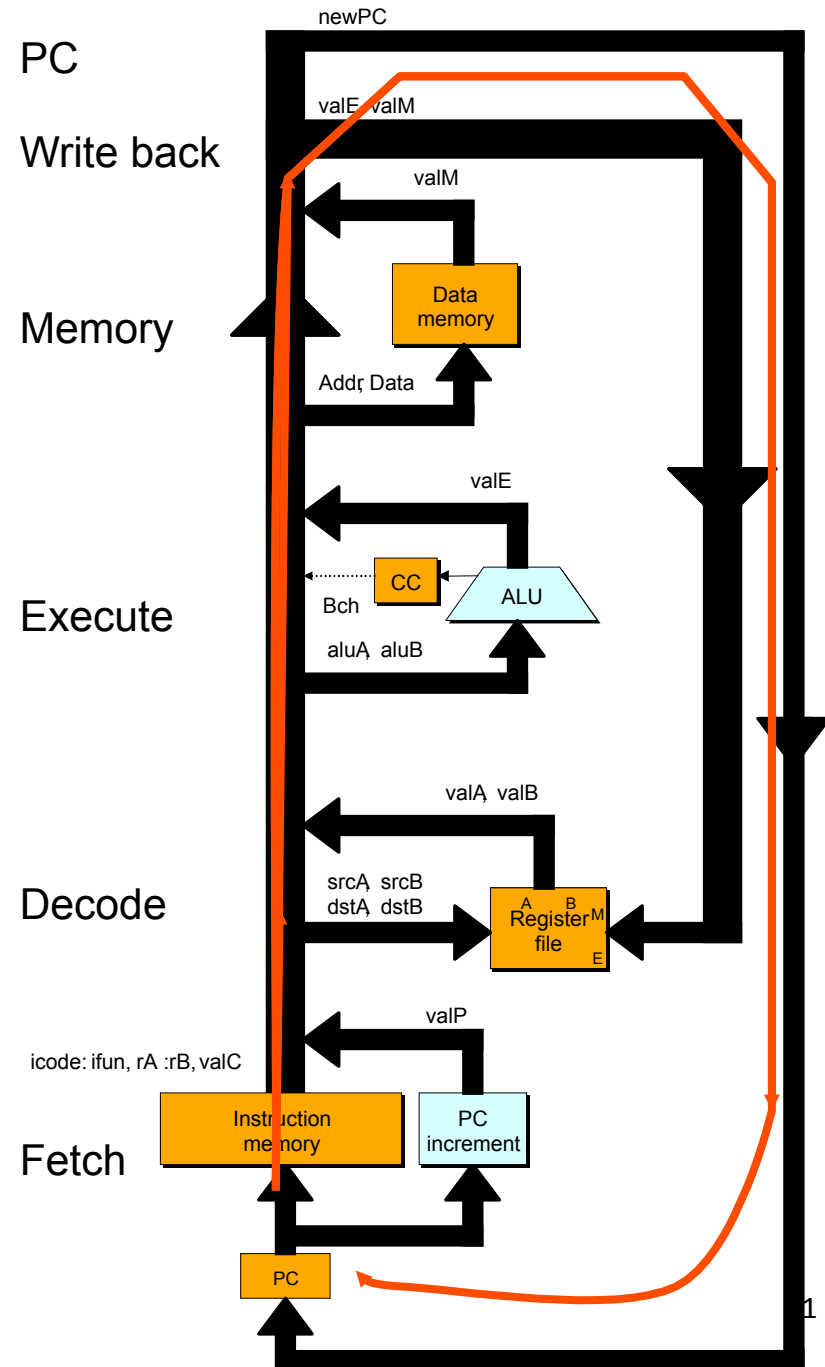 newPC
PC
valE, valM
Write back
valM
Data
memory
Memory
Addr, Data
valE
CC
ALU
Bch
Execute
aluA, aluB
valA, valB
srcA, srcB
dstA, dstB
Decode
A B
Register M
file
E
valP
icode: ifun, rA :rB, valC
Instruction
memory
PC
increment
Fetch
PC
1